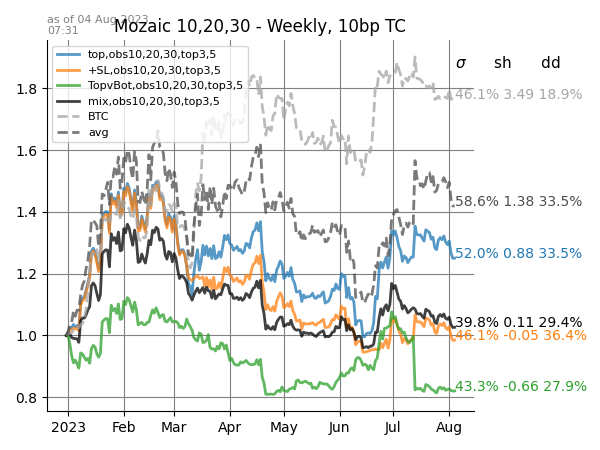 as of 04 Aug 2023
07:31
Mozaic 10,20,30 - Weekly, 10bp TC
σ sh dd
top,obs10,20,30,top3,5
+SL,obs10,20,30,top3,5
TopvBot,obs10,20,30,top3,5
mix,obs10,20,30,top3,5
BTC
avg
46.1% 3.49 18.9%
58.6% 1.38 33.5%
52.0% 0.88 33.5%
39.8% 0.11 29.4%
46.1% -0.05 36.4%
43.3% -0.66 27.9%
1.8
1.6
1.4
1.2
1.0
0.8
2023 Feb Mar Apr May Jun Jul Aug